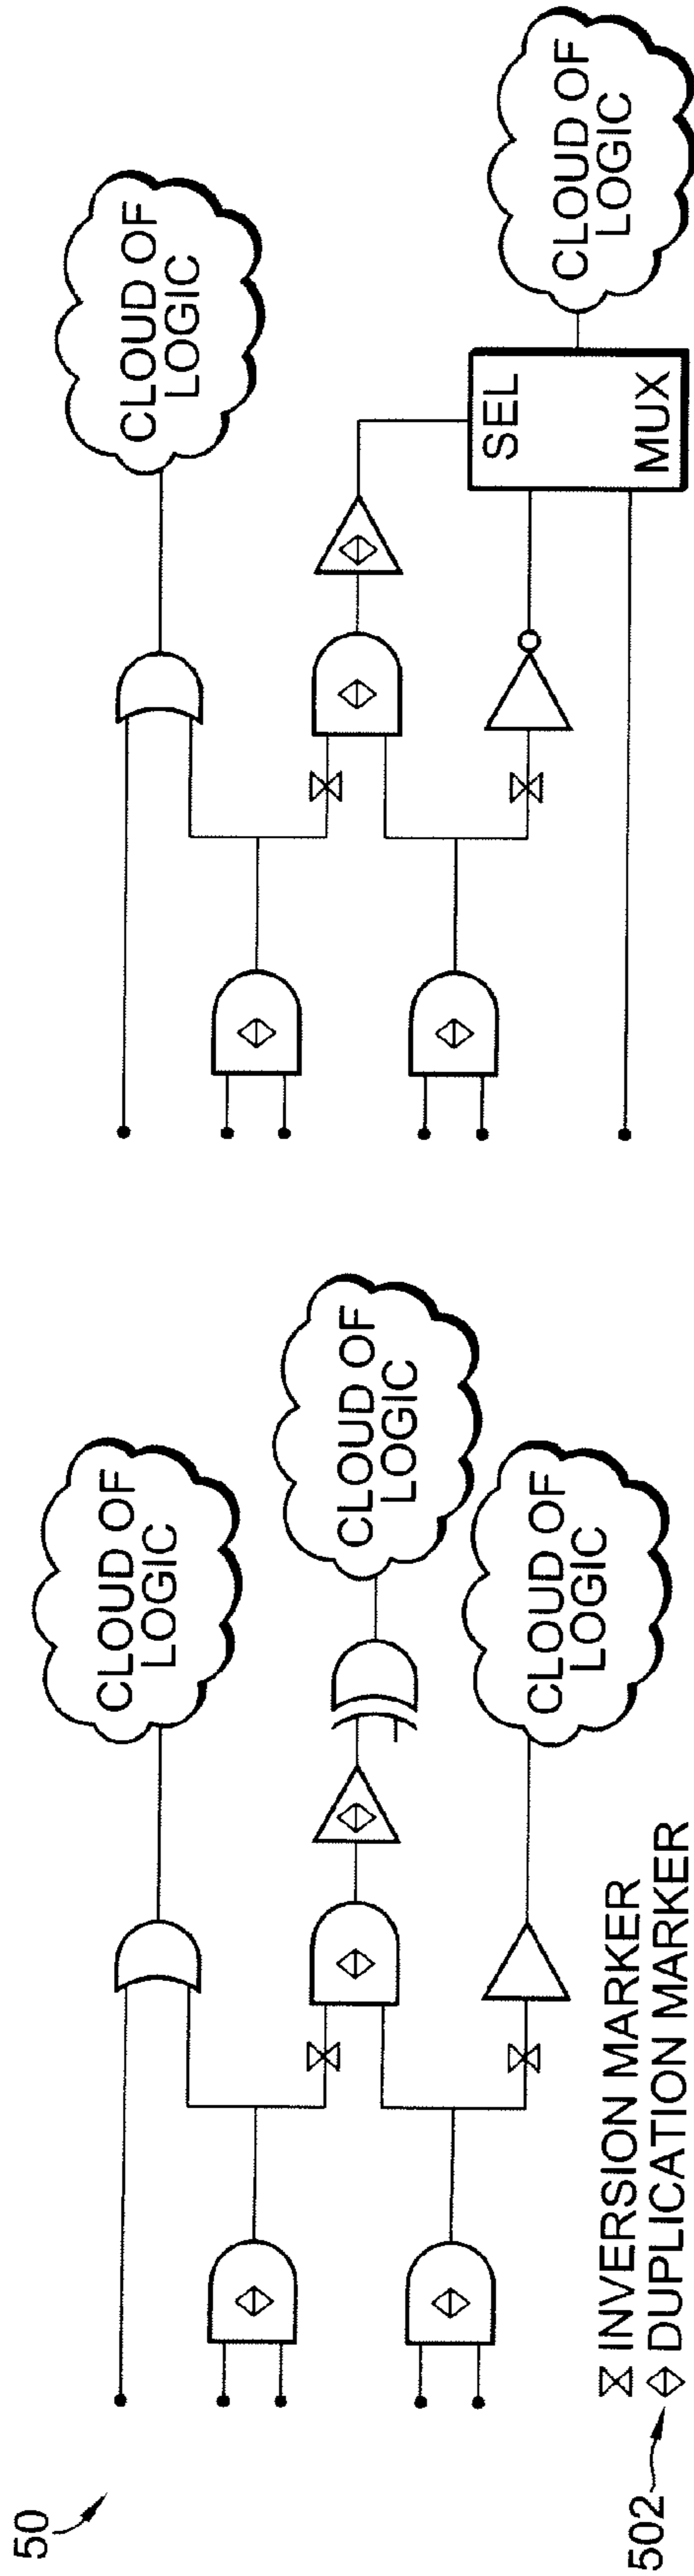 50
CLOUD OF
LOGIC
CLOUD OF
LOGIC
CLOUD OF
LOGIC
INVERSION MARKER
502
DUPLICATION MARKER
CLOUD OF
LOGIC
SEL
MUX
CLOUD OF
LOGIC